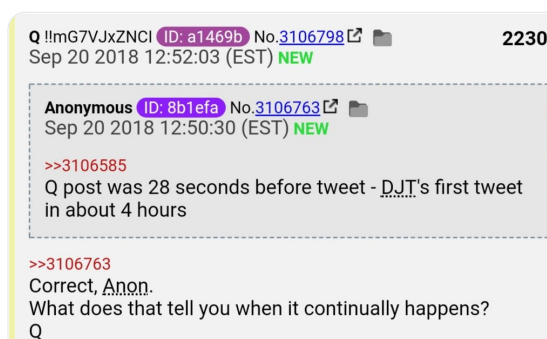 Q !!mG7VJxZNCI ID: a1469b No.3106798 2230
Sep 20 2018 12:52:03 (EST) NEW
Anonymous ID: 8b1efa No.3106763
Sep 20 2018 12:50:30 (EST) NEW
>>3106585
Q post was 28 seconds before tweet - DJT's first tweet
in about 4 hours
>>3106763
Correct, Anon.
What does that tell you when it continually happens?
Q